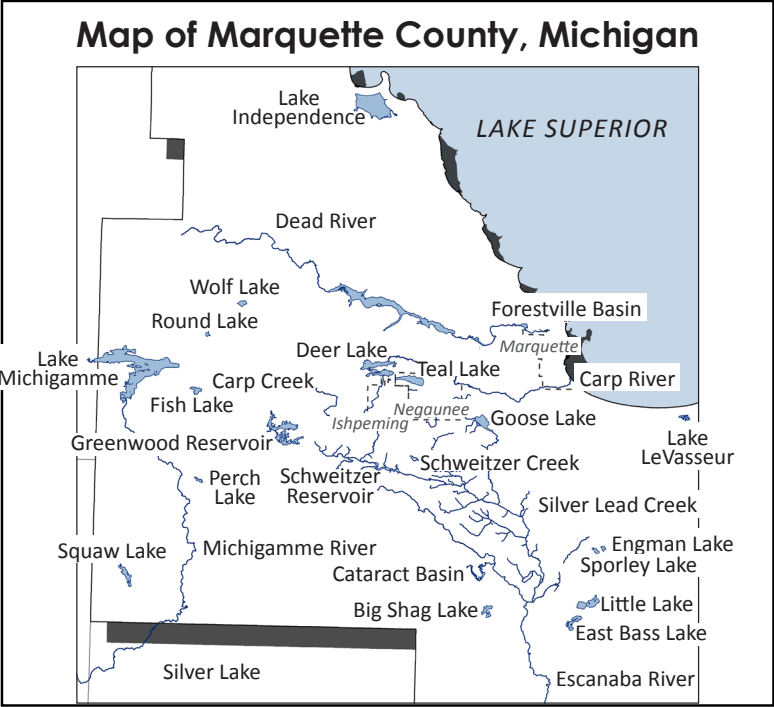 Map of Marquette County, Michigan
Lake
Independence
LAKE SUPERIOR
Dead River
Wolf Lake
Forestville Basin
Round Lake
Marquette
Deer Lake
Lake
Michigamme
Teal Lake
Carp River
Carp Creek
Fish Lake
Negaunee
Ishpeming
Goose Lake
Greenwood Reservoir
Lake
LeVasseur
Schweitzer Creek
Perch
Lake
Schweitzer
Reservoir
Silver Lead Creek
Squaw Lake
Michigamme River
Engman Lake
Sporley Lake
Cataract Basin
Big Shag Lake
Little Lake
East Bass Lake
Silver Lake
Escanaba River